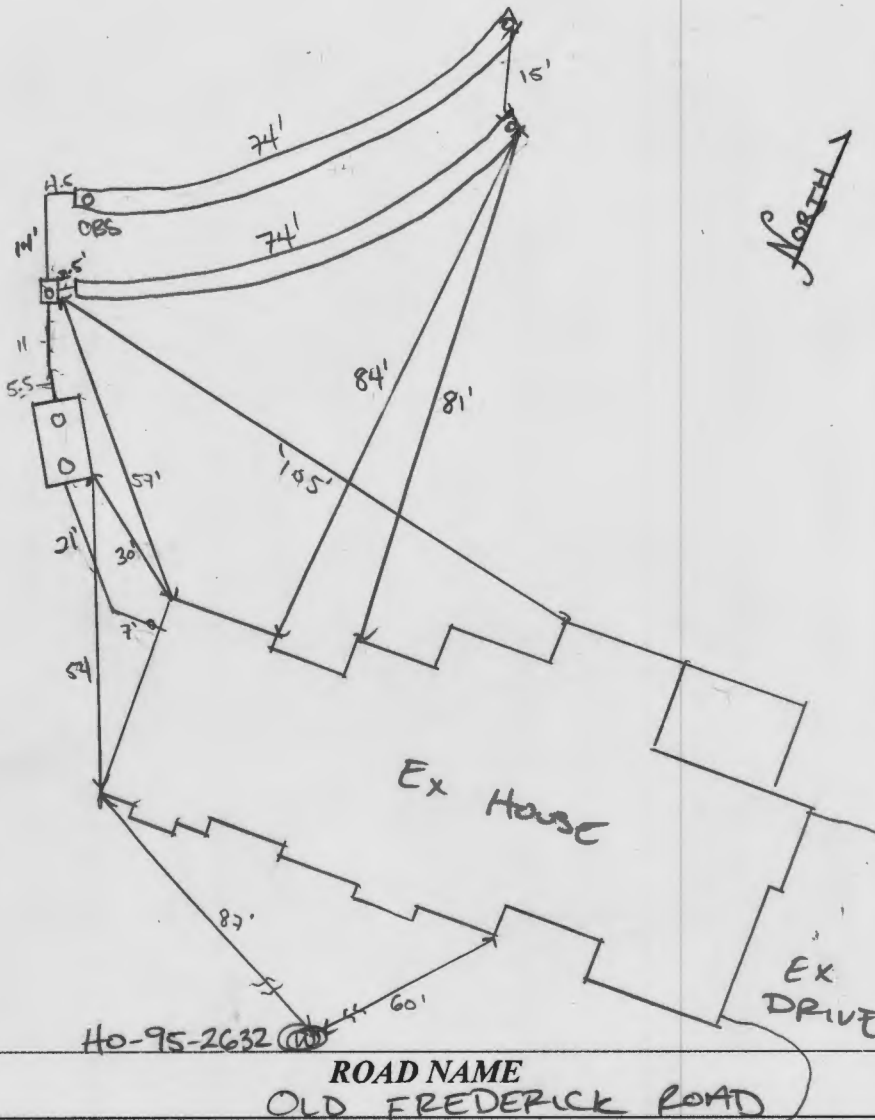 15'
74'
NORTH
4.5
OBS
14'
74'
2.5'
11
5.5
84'
81'
105'
57'
21'
30'
7'
54
Ex HOUSE
87'
60'
EX
DRIVE
HO-95-2632
ROAD NAME
OLD FREDERICK ROAD